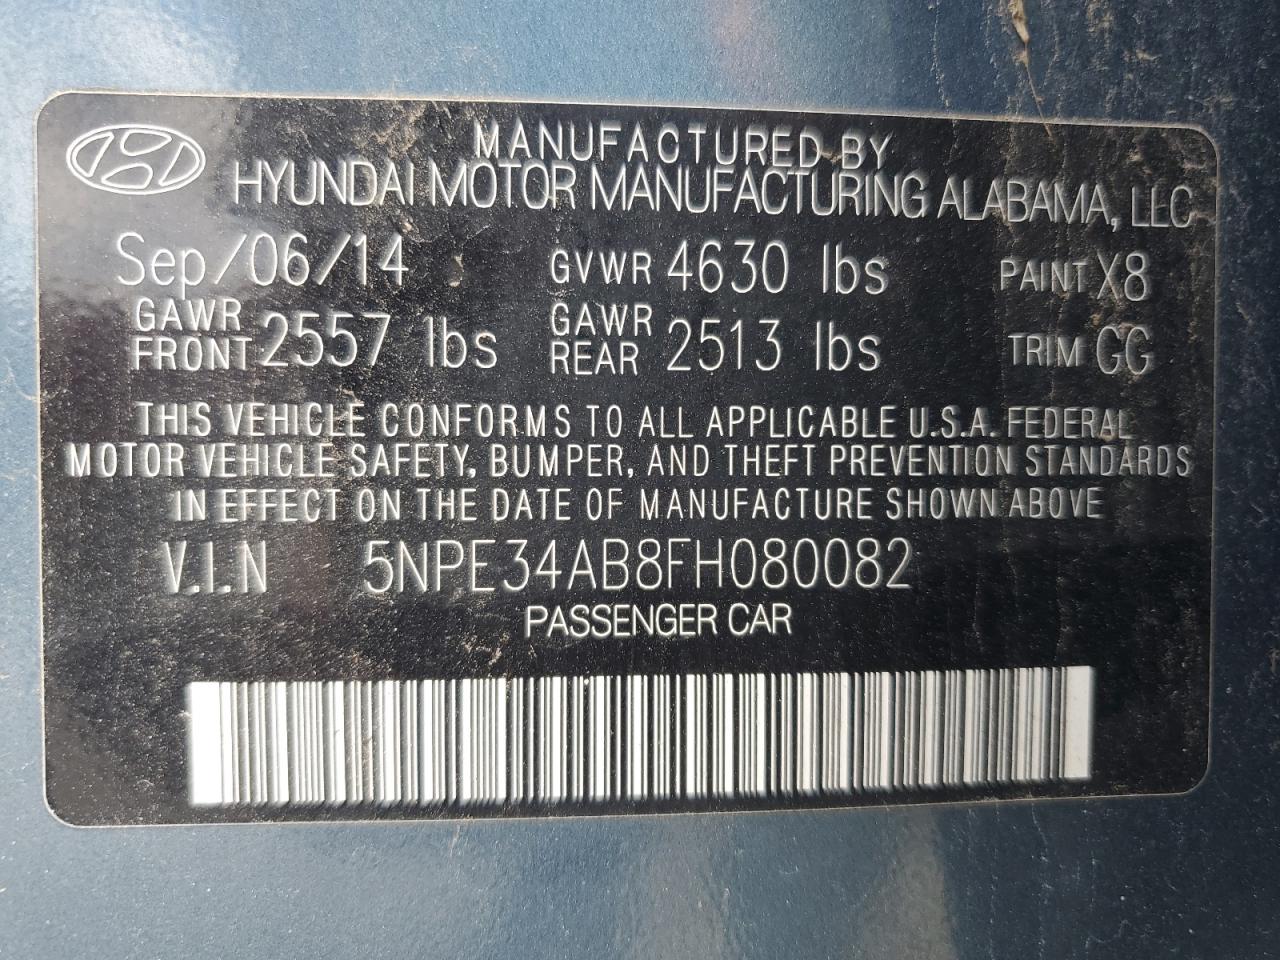 MANUFACTURED BY
HYUNDAI MOTOR MANUFACTURING ALABAMA, LLC
Sep/06/14 GVWR 4630 lbs PAINT X8
GAWR FRONT 2557 lbs GAWR REAR 2513 lbs TRIM GG
THIS VEHICLE CONFORMS TO ALL APPLICABLE U.S.A. FEDERAL
MOTOR VEHICLE SAFETY, BUMPER, AND THEFT PREVENTION STANDARDS
IN EFFECT ON THE DATE OF MANUFACTURE SHOWN ABOVE
V.I.N 5NPE34AB8FH080082
PASSENGER CAR